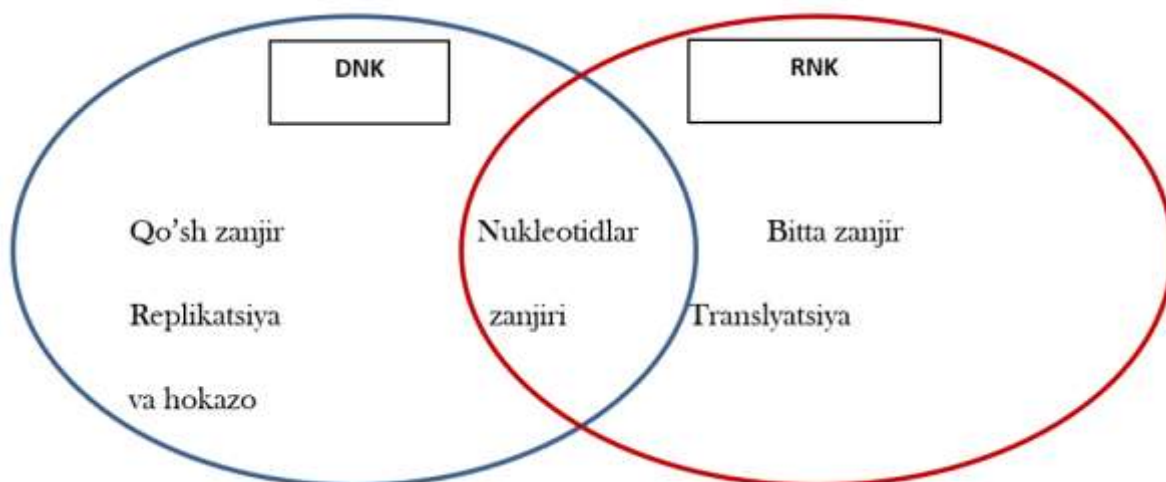 DNK
RNK
Qo'sh zanjir
Nukleotidlar
Bitta zanjir
Replikatsiya
zanjiri
Translyatsiya
va hokazo